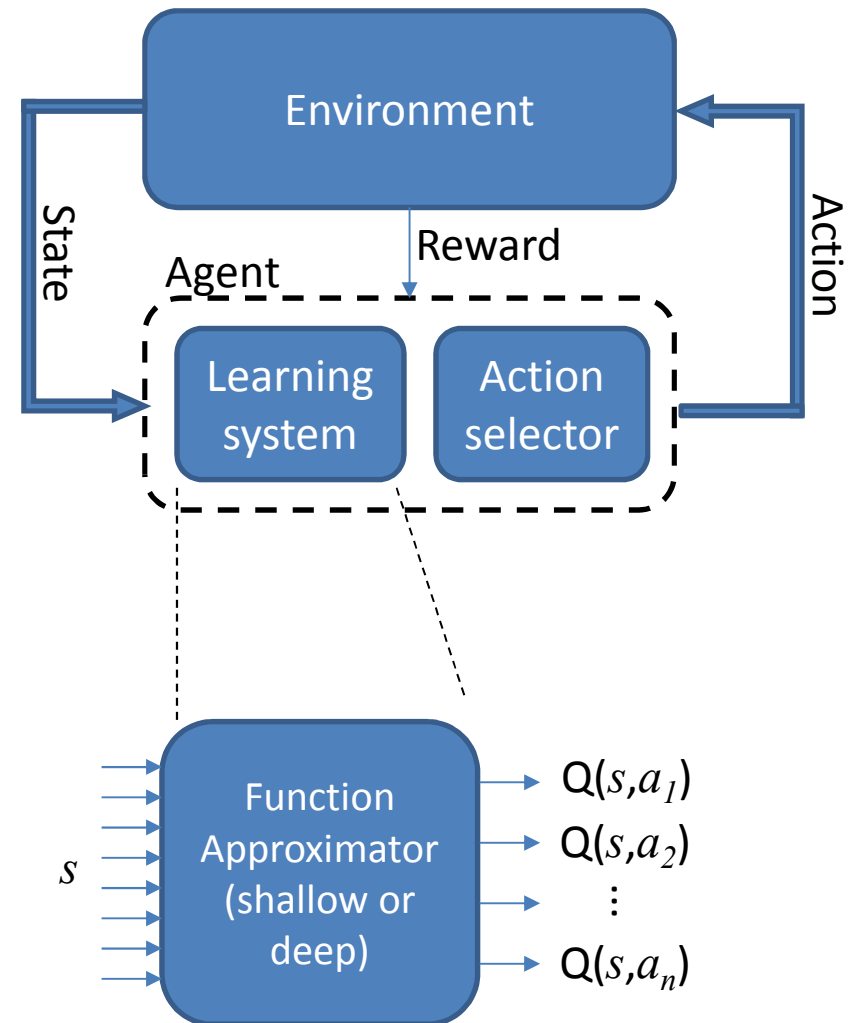 Environment
State
Action
Reward
Agent
Learning
system
Action
selector
s
Function
Approximator
(shallow or
deep)
Q(s,a₁)
Q(s,a₂)
⋮
Q(s,aₙ)